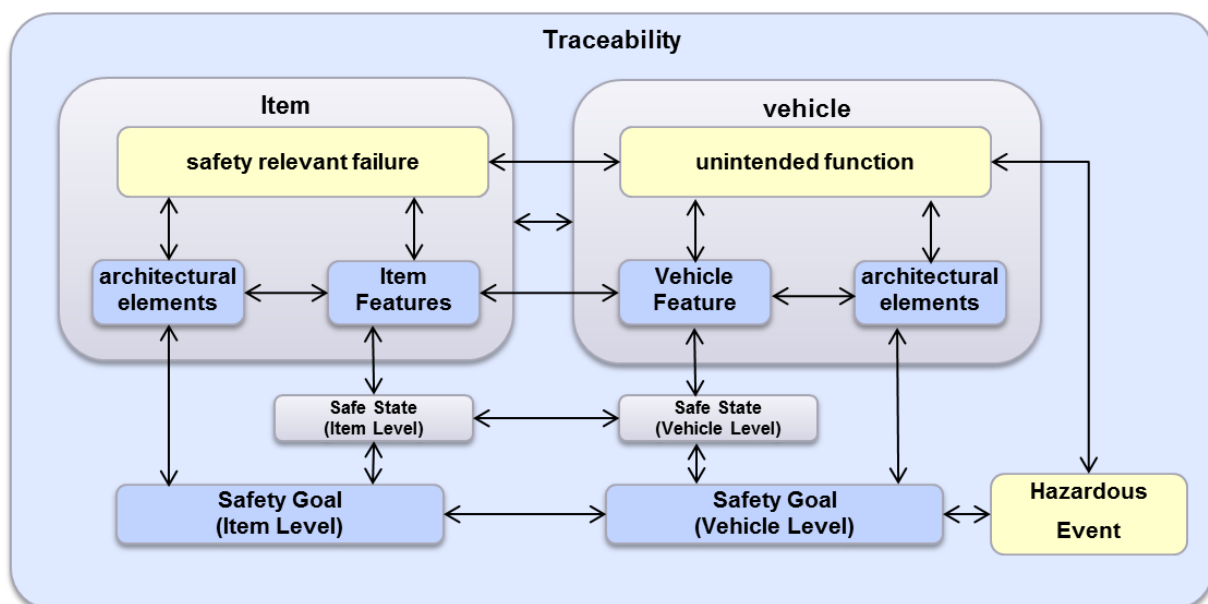 Traceability
Item
vehicle
safety relevant failure
unintended function
architectural
elements
Item
Features
Vehicle
Feature
architectural
elements
Safe State
(Item Level)
Safe State
(Vehicle Level)
Safety Goal
(Item Level)
Safety Goal
(Vehicle Level)
Hazardous
Event